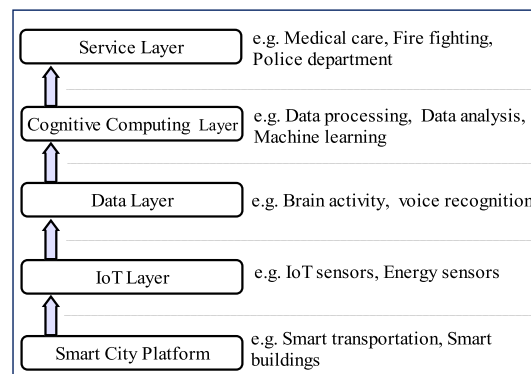 Service Layer
e.g. Medical care, Fire fighting,
Police department
Cognitive Computing Layer
e.g. Data processing, Data analysis,
Machine learning
Data Layer
e.g. Brain activity, voice recognition
IoT Layer
e.g. IoT sensors, Energy sensors
Smart City Platform
e.g. Smart transportation, Smart
buildings